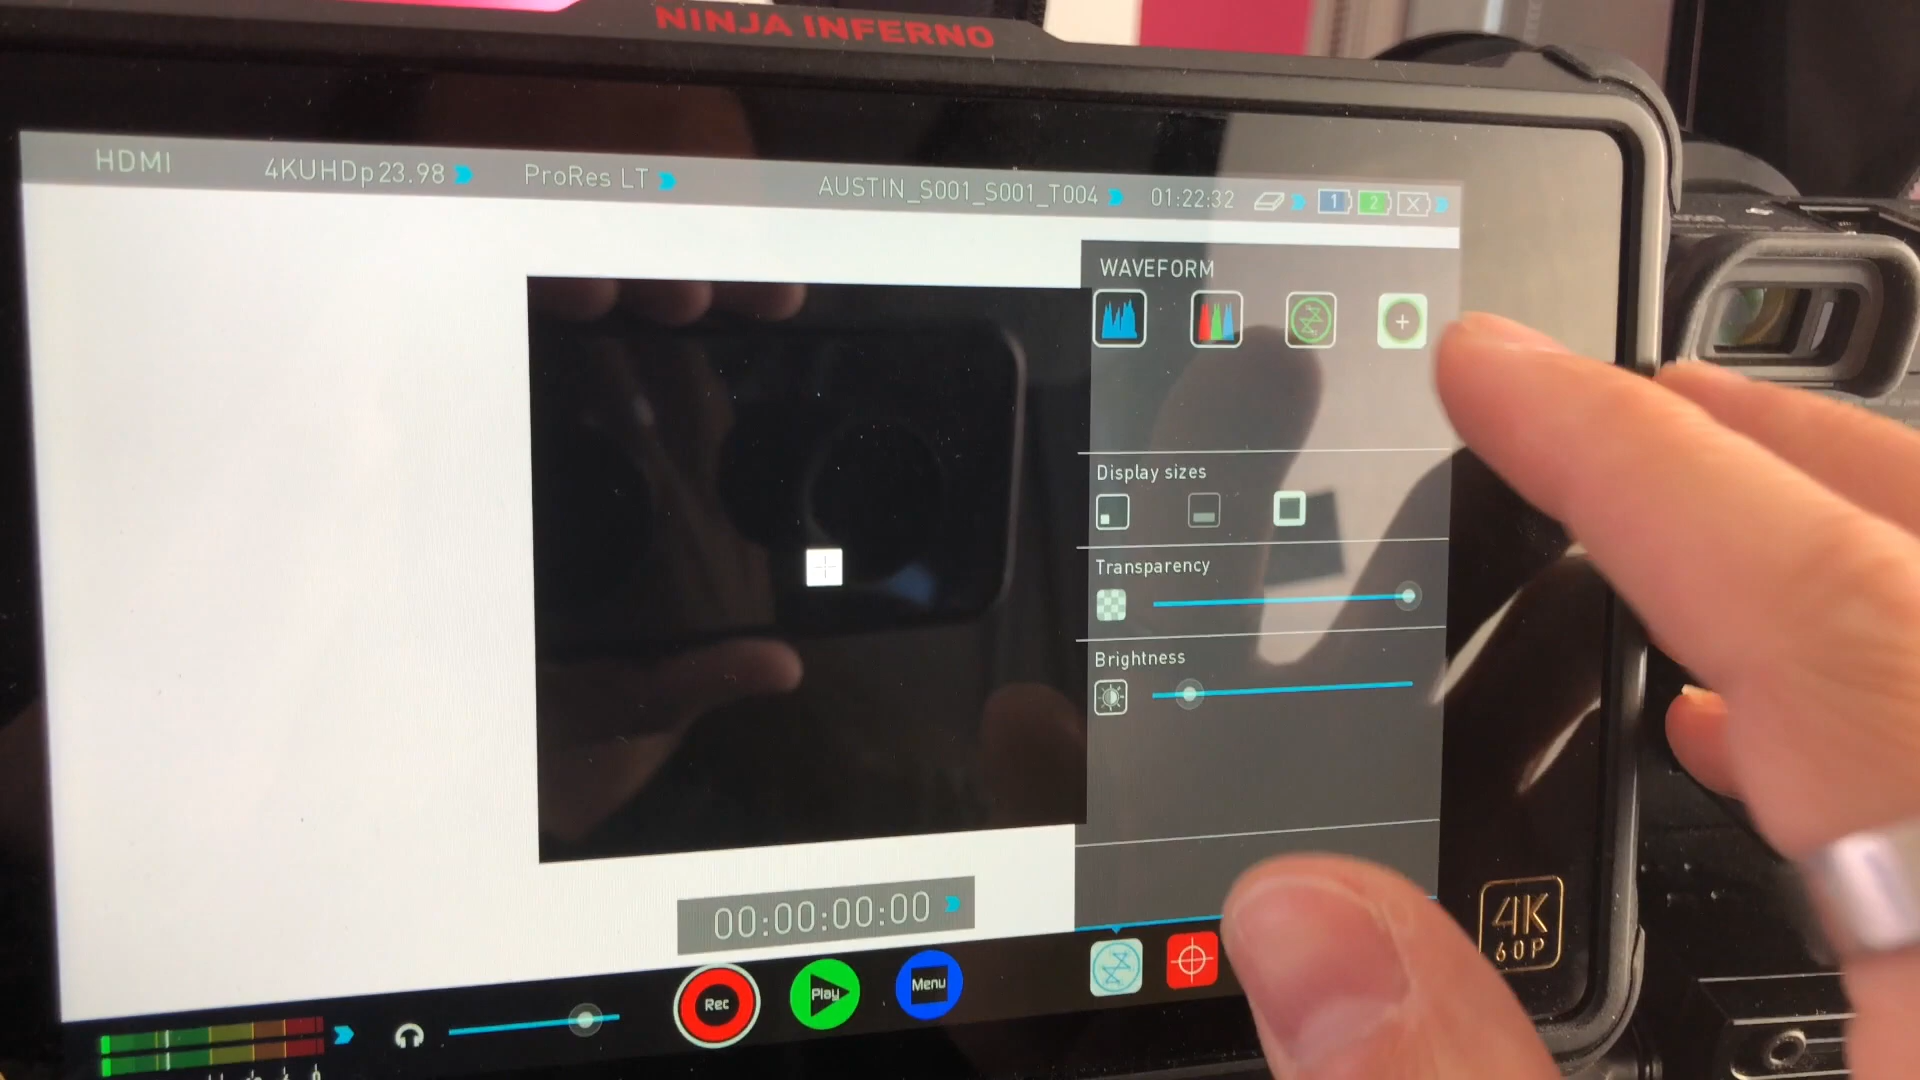 NINJA INFERNO
HDMI 4KUHDp23.98 ProRes LT AUSTIN_S001_S001_T004 01:22:32 1 2 X
WAVEFORM
Display sizes
Transparency
Brightness
00:00:00:00
Rec Play Menu
4K
60P